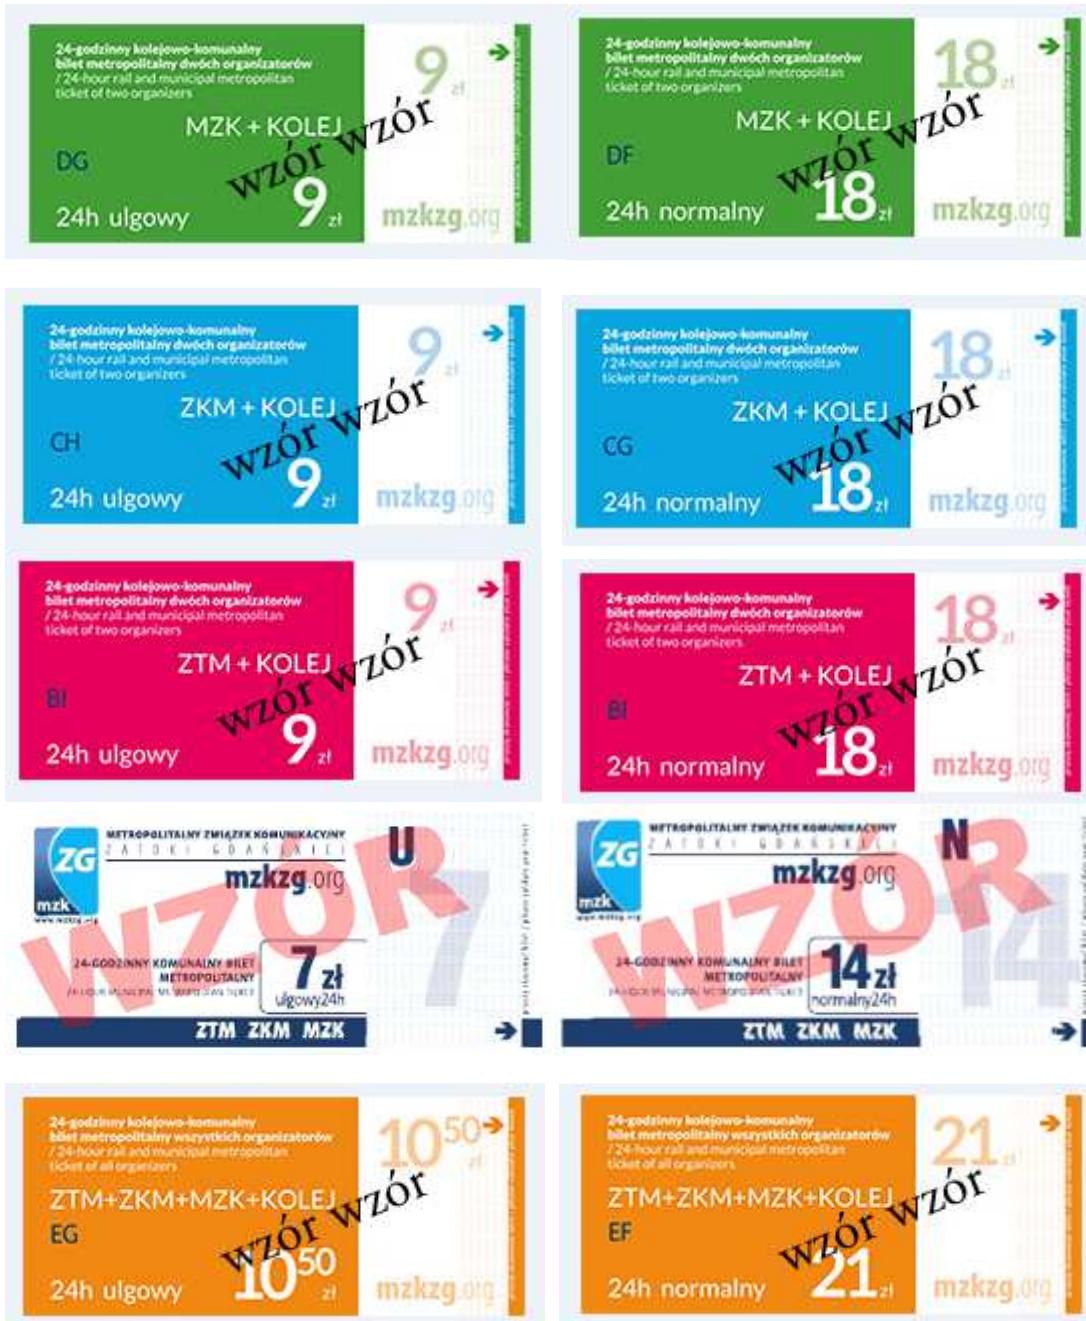 24-godzinny kolejowo-komunalny
bilet metropolitalny dwóch organizatorów
/ 24-hour rail and municipal metropolitan
ticket of two organizers
MZK + KOLEJ
DG
24h ulgowy
9 zł
9 zł
mzkzg.org
wzór wzór
24-godzinny kolejowo-komunalny
bilet metropolitalny dwóch organizatorów
/ 24-hour rail and municipal metropolitan
ticket of two organizers
MZK + KOLEJ
DF
24h normalny
18 zł
18 zł
mzkzg.org
wzór wzór
24-godzinny kolejowo-komunalny
bilet metropolitalny dwóch organizatorów
/ 24-hour rail and municipal metropolitan
ticket of two organizers
ZKM + KOLEJ
CH
24h ulgowy
9 zł
9 zł
mzkzg.org
wzór wzór
24-godzinny kolejowo-komunalny
bilet metropolitalny dwóch organizatorów
/ 24-hour rail and municipal metropolitan
ticket of two organizers
ZKM + KOLEJ
CG
24h normalny
18 zł
18 zł
mzkzg.org
wzór wzór
24-godzinny kolejowo-komunalny
bilet metropolitalny dwóch organizatorów
/ 24-hour rail and municipal metropolitan
ticket of two organizers
ZTM + KOLEJ
BI
24h ulgowy
9 zł
9 zł
mzkzg.org
wzór wzór
24-godzinny kolejowo-komunalny
bilet metropolitalny dwóch organizatorów
/ 24-hour rail and municipal metropolitan
ticket of two organizers
ZTM + KOLEJ
BI
24h normalny
18 zł
18 zł
mzkzg.org
wzór wzór
ZG
mzk
METROPOLITALNY ZWIĄZEK KOMUNIKACYJNY
ZATOKI GDAŃSKIEJ
mzkzg.org
U
7
WZOR
24-GODZINNY KOMUNALNY BILET
METROPOLITALNY
7 zł
ulgowy24h
ZTM ZKM MZK
ZG
mzk
METROPOLITALNY ZWIĄZEK KOMUNIKACYJNY
ZATOKI GDAŃSKIEJ
mzkzg.org
N
14
WZOR
24-GODZINNY KOMUNALNY BILET
METROPOLITALNY
14 zł
normalny24h
ZTM ZKM MZK
24-godzinny kolejowo-komunalny
bilet metropolitalny wszystkich organizatorów
/ 24-hour rail and municipal metropolitan
ticket of all organizers
ZTM+ZKM+MZK+KOLEJ
EG
24h ulgowy
10 50 zł
10 50 zł
mzkzg.org
wzór wzór
24-godzinny kolejowo-komunalny
bilet metropolitalny wszystkich organizatorów
/ 24-hour rail and municipal metropolitan
ticket of all organizers
ZTM+ZKM+MZK+KOLEJ
EF
24h normalny
21 zł
21 zł
mzkzg.org
wzór wzór